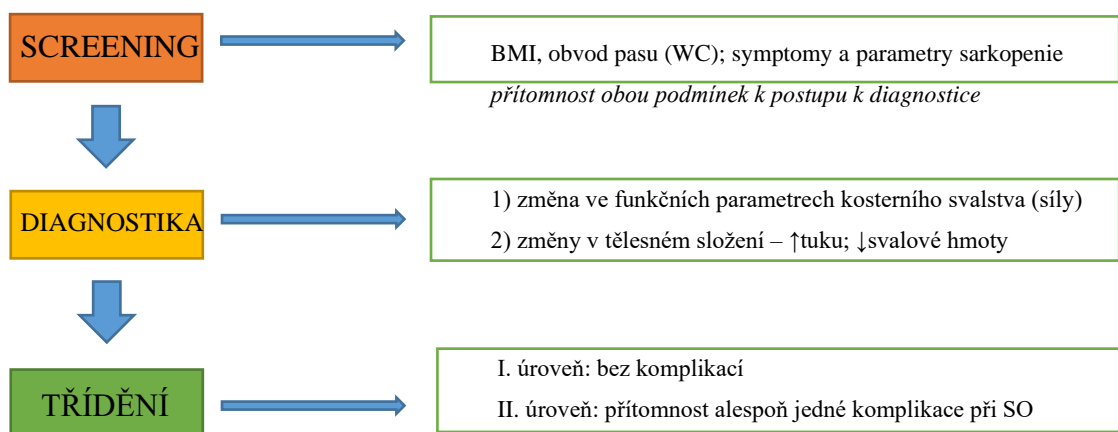 SCREENING
BMI, obvod pasu (WC); symptomy a parametry sarkopenie
přítomnost obou podmínek k postupu k diagnostice
DIAGNOSTIKA
1) změna ve funkčních parametrech kosterního svalstva (síly)
2) změny v tělesném složení – ↑tuku; ↓svalové hmoty
TŘÍDĚNÍ
I. úroveň: bez komplikací
II. úroveň: přítomnost alespoň jedné komplikace při SO